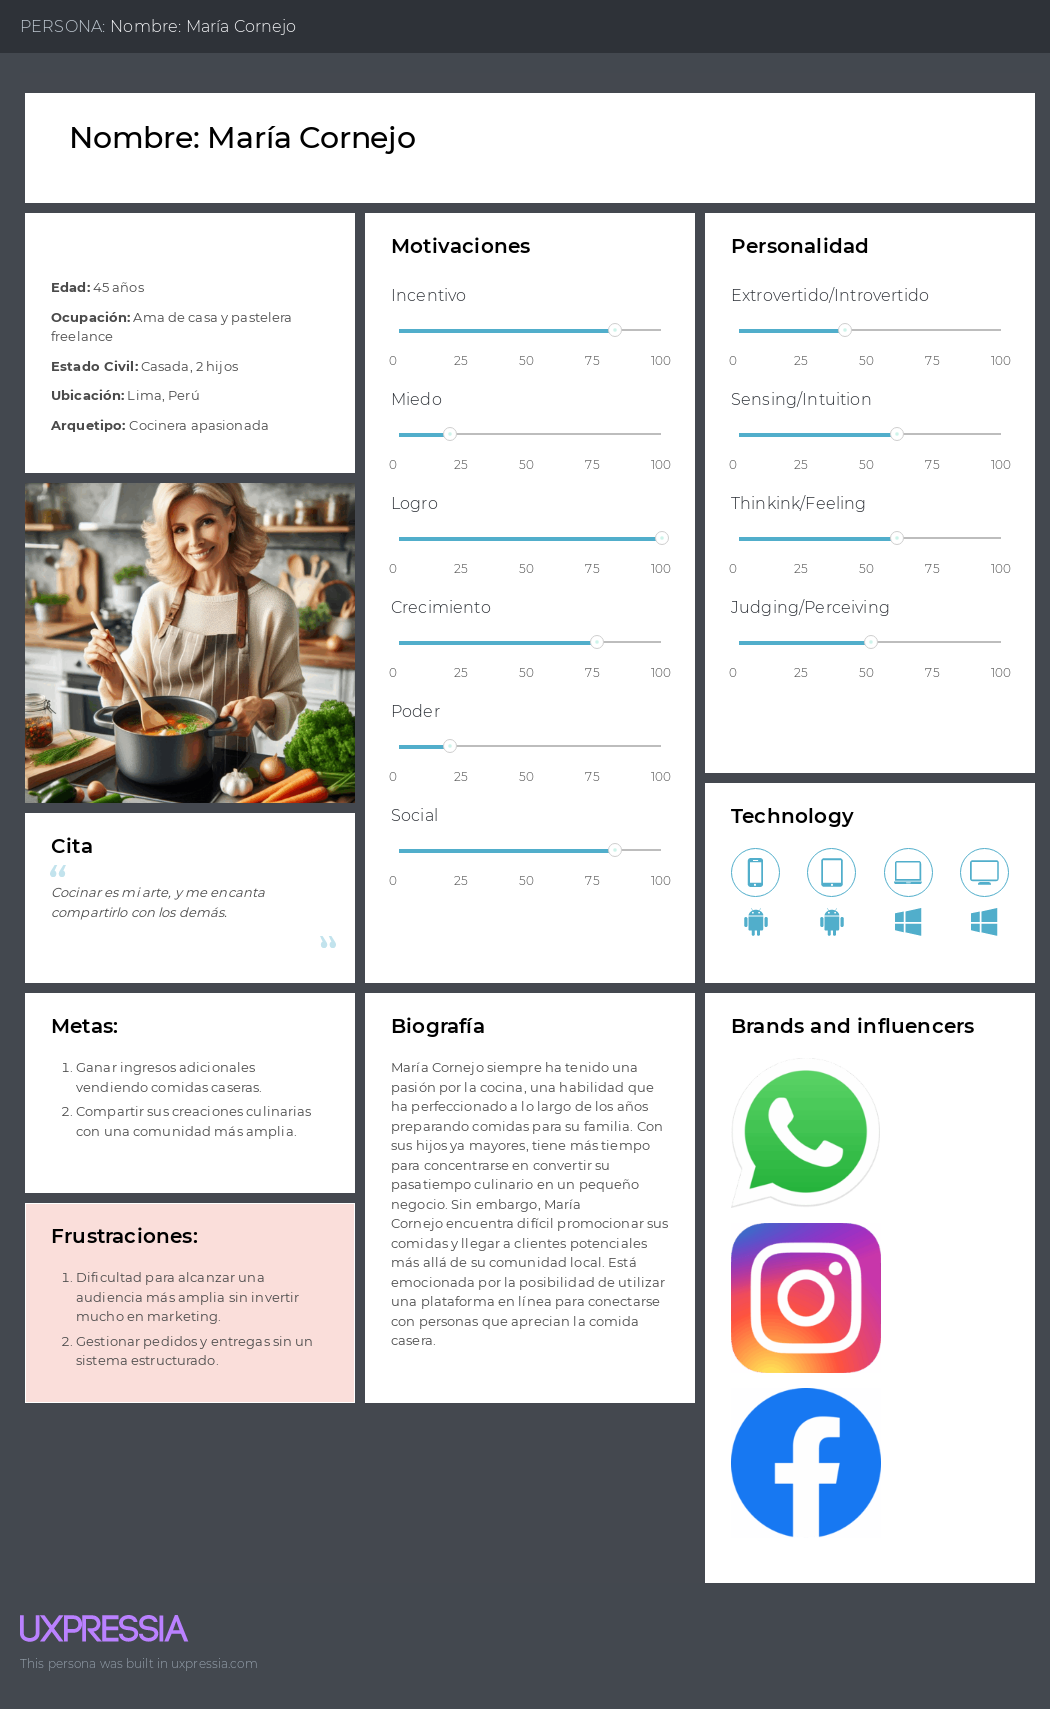 PERSONA: Nombre: María Cornejo
Nombre: María Cornejo
Edad: 45 años
Ocupación: Ama de casa y pastelera
freelance
Estado Civil: Casada, 2 hijos
Ubicación: Lima, Perú
Arquetipo: Cocinera apasionada
Cita
“
Cocinar es mi arte, y me encanta
compartirlo con los demás.
”
Metas:
1. Ganar ingresos adicionales
vendiendo comidas caseras.
2. Compartir sus creaciones culinarias
con una comunidad más amplia.
Frustraciones:
1. Dificultad para alcanzar una
audiencia más amplia sin invertir
mucho en marketing.
2. Gestionar pedidos y entregas sin un
sistema estructurado.
Motivaciones
Incentivo
0 25 50 75 100
Miedo
0 25 50 75 100
Logro
0 25 50 75 100
Crecimiento
0 25 50 75 100
Poder
0 25 50 75 100
Social
0 25 50 75 100
Biografía
María Cornejo siempre ha tenido una
pasión por la cocina, una habilidad que
ha perfeccionado a lo largo de los años
preparando comidas para su familia. Con
sus hijos ya mayores, tiene más tiempo
para concentrarse en convertir su
pasatiempo culinario en un pequeño
negocio. Sin embargo, María
Cornejo encuentra difícil promocionar sus
comidas y llegar a clientes potenciales
más allá de su comunidad local. Está
emocionada por la posibilidad de utilizar
una plataforma en línea para conectarse
con personas que aprecian la comida
casera.
Personalidad
Extrovertido/Introvertido
0 25 50 75 100
Sensing/Intuition
0 25 50 75 100
Thinkink/Feeling
0 25 50 75 100
Judging/Perceiving
0 25 50 75 100
Technology
Brands and influencers
UXPRESSIA
This persona was built in uxpressia.com